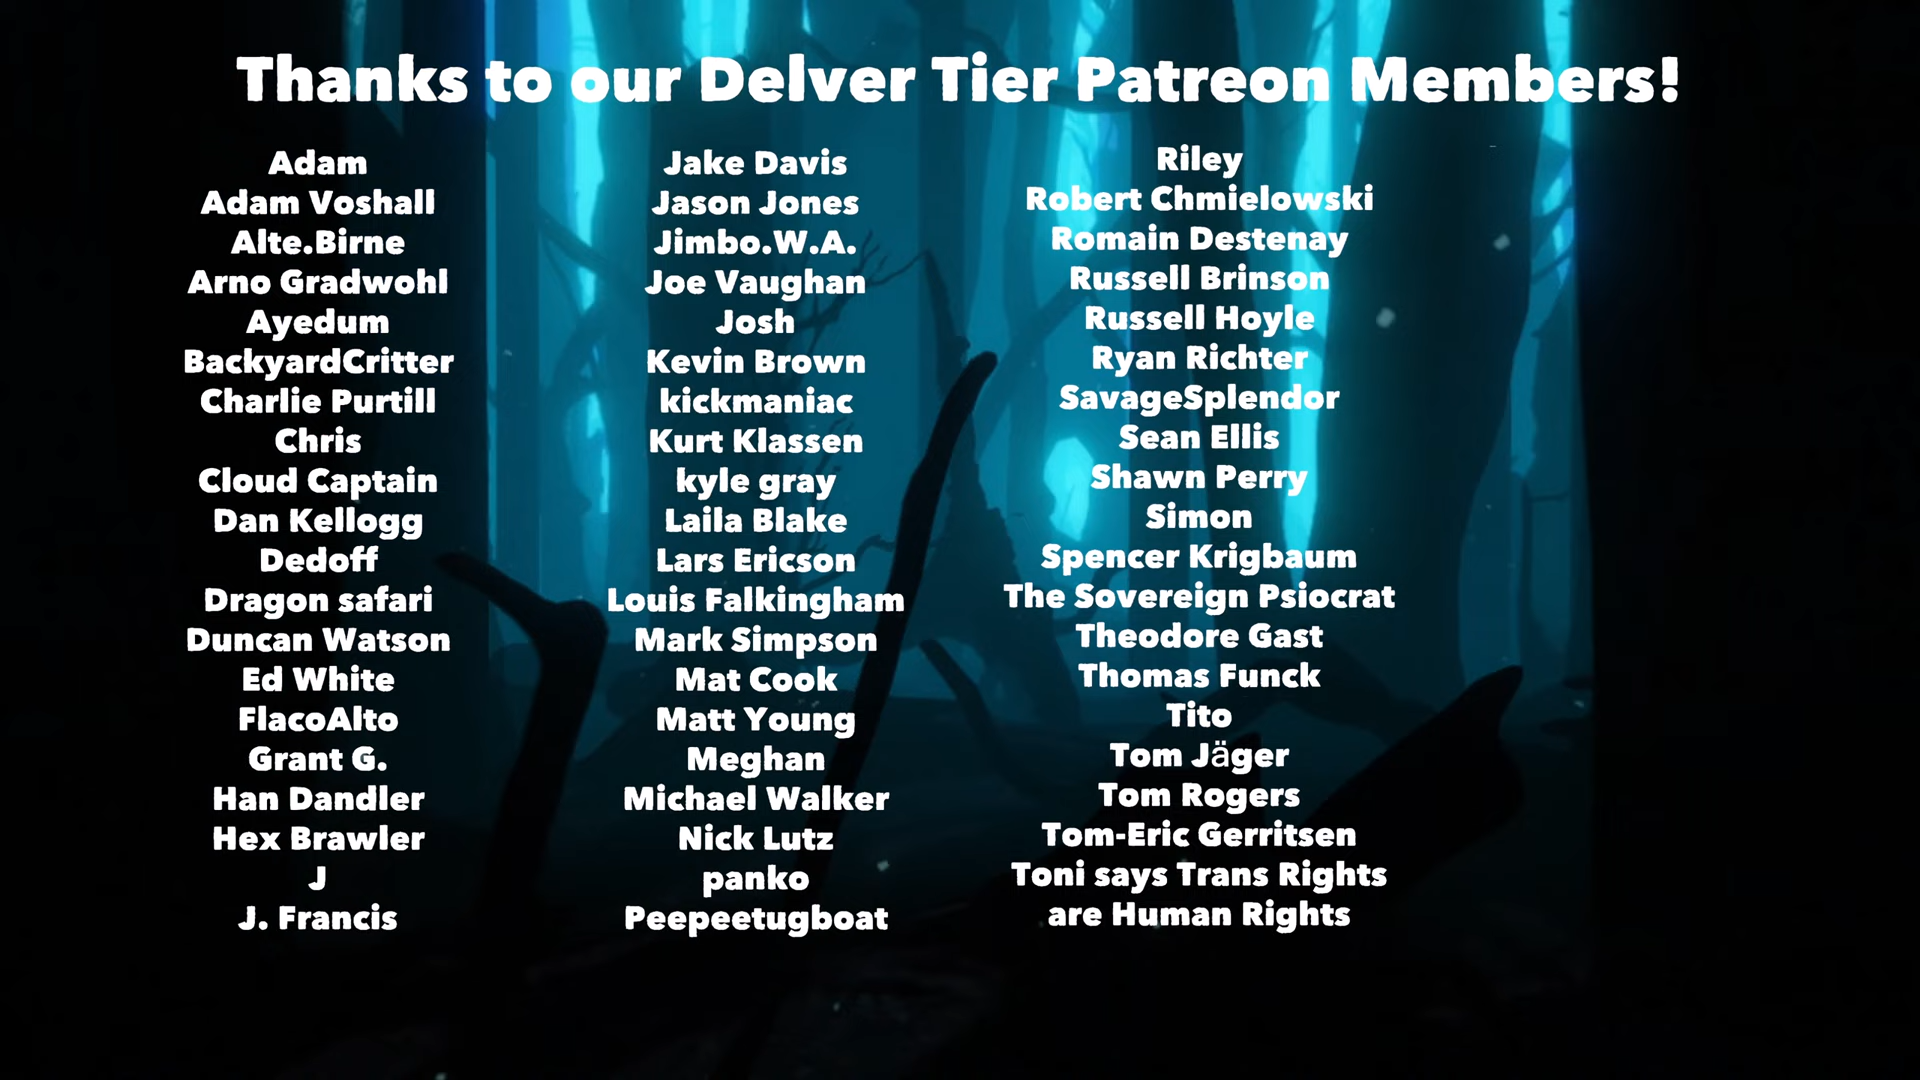 Thanks to our Delver Tier Patreon Members!
Adam
Adam Voshall
Alte.Birne
Arno Gradwohl
Ayedum
BackyardCritter
Charlie Purtill
Chris
Cloud Captain
Dan Kellogg
Dedoff
Dragon safari
Duncan Watson
Ed White
FlacoAlto
Grant G.
Han Dandler
Hex Brawler
J
J. Francis
Jake Davis
Jason Jones
Jimbo.W.A.
Joe Vaughan
Josh
Kevin Brown
kickmaniac
Kurt Klassen
kyle gray
Laila Blake
Lars Ericson
Louis Falkingham
Mark Simpson
Mat Cook
Matt Young
Meghan
Michael Walker
Nick Lutz
panko
Peepeetugboat
Riley
Robert Chmielowski
Romain Destenay
Russell Brinson
Russell Hoyle
Ryan Richter
SavageSplendor
Sean Ellis
Shawn Perry
Simon
Spencer Krigbaum
The Sovereign Psiocrat
Theodore Gast
Thomas Funck
Tito
Tom Jäger
Tom Rogers
Tom-Eric Gerritsen
Toni says Trans Rights
are Human Rights